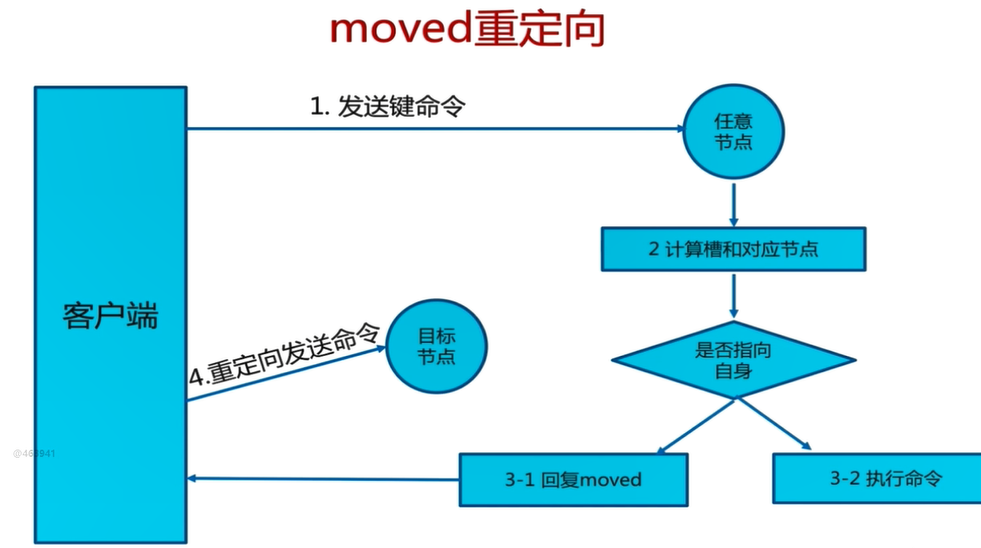 moved重定向
1. 发送键命令
任意
节点
2 计算槽和对应节点
客户端
4.重定向发送命令
目标
节点
是否指向
自身
3-1 回复moved
3-2 执行命令